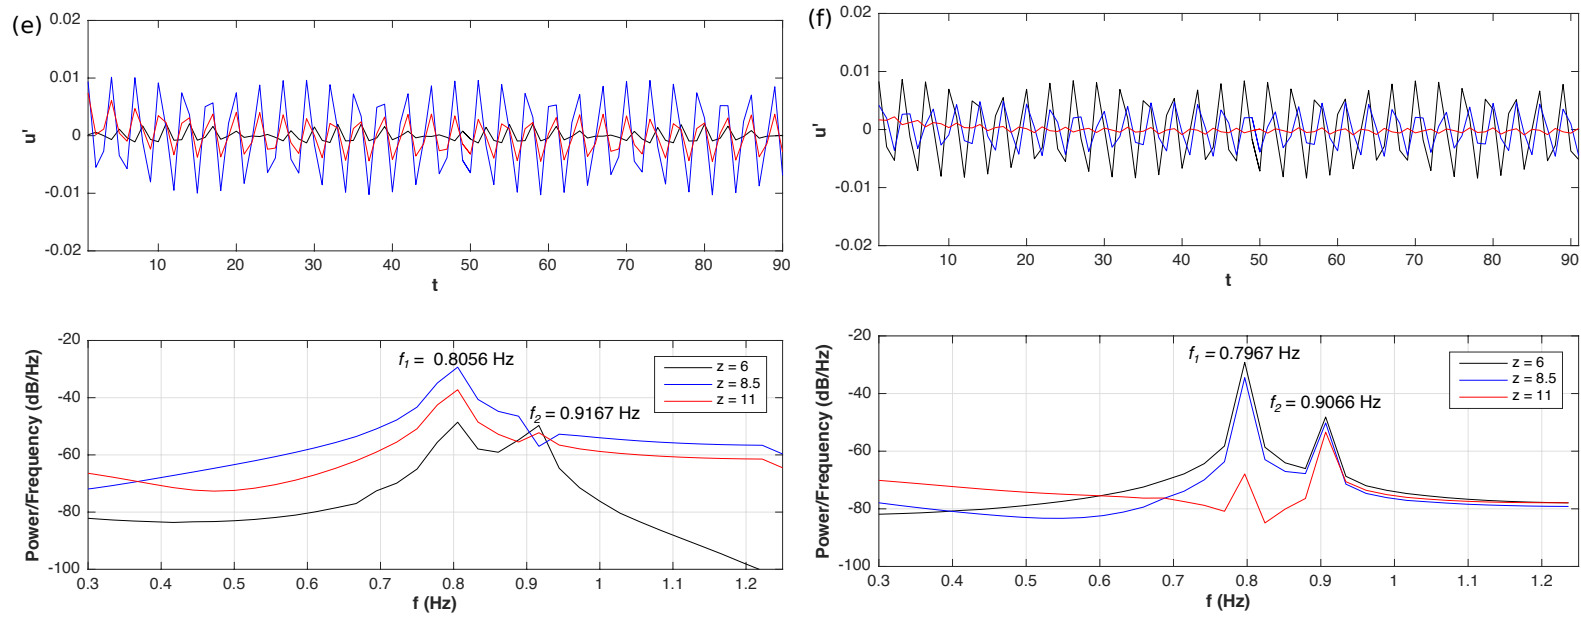 (e)
u'
0.02
0.01
0
-0.01
-0.02
10 20 30 40 50 60 70 80 90
t
Power/Frequency (dB/Hz)
-20
-40
-60
-80
-100
f1 = 0.8056 Hz
f2 = 0.9167 Hz
z = 6
z = 8.5
z = 11
0.3 0.4 0.5 0.6 0.7 0.8 0.9 1 1.1 1.2
f (Hz)
(f)
u'
0.02
0.01
0
-0.01
-0.02
10 20 30 40 50 60 70 80 90
t
Power/Frequency (dB/Hz)
-20
-40
-60
-80
-100
f1 = 0.7967 Hz
f2 = 0.9066 Hz
z = 6
z = 8.5
z = 11
0.3 0.4 0.5 0.6 0.7 0.8 0.9 1 1.1 1.2
f (Hz)